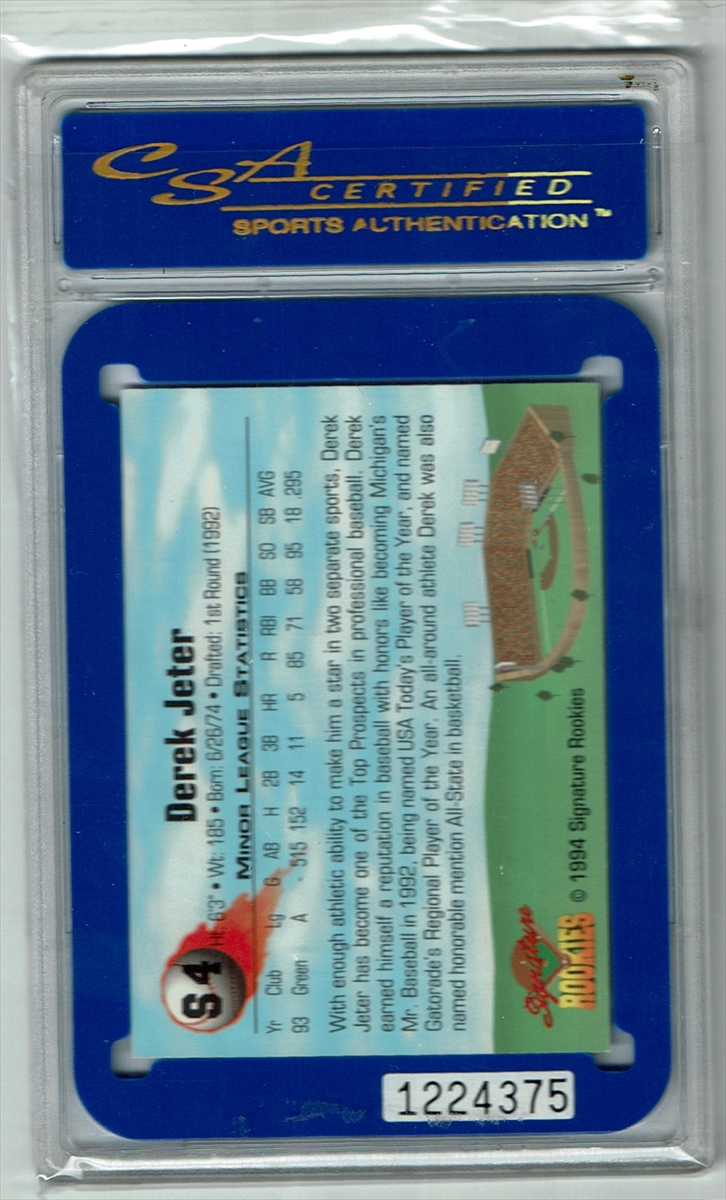 CSA
CERTIFIED
SPORTS AUTHENTICATION™
S4
Derek Jeter
Ht: 6'3" • Wt: 185 • Born: 6/26/74 • Drafted: 1st Round (1992)
MINOR LEAGUE STATISTICS
Yr Club Lg G AB H 2B 3B HR R RBI BB SO SB AVG
93 Green A - 515 152 14 11 5 85 71 58 95 18 .295
With enough athletic ability to make him a star in two separate sports, Derek
Jeter has become one of the Top Prospects in professional baseball. Derek
earned himself a reputation in baseball with honors like becoming Michigan's
Mr. Baseball in 1992, being named USA Today's Player of the Year, and named
Gatorade's Regional Player of the Year. An all-around athlete Derek was also
named honorable mention All-State in basketball.
Signature
ROOKIES
© 1994 Signature Rookies
1224375